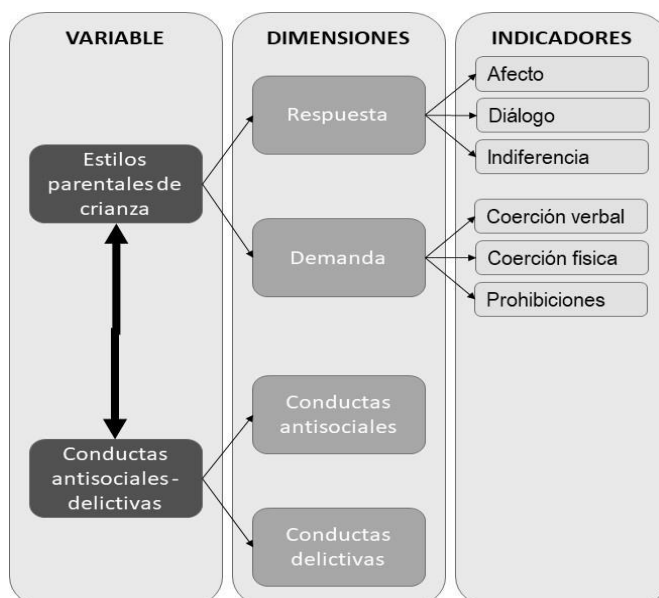 VARIABLE
DIMENSIONES
INDICADORES
Estilos
parentales de
crianza
Conductas
antisociales-
delictivas
Respuesta
Demanda
Conductas
antisociales
Conductas
delictivas
Afecto
Diálogo
Indiferencia
Coerción verbal
Coerción fisica
Prohibiciones